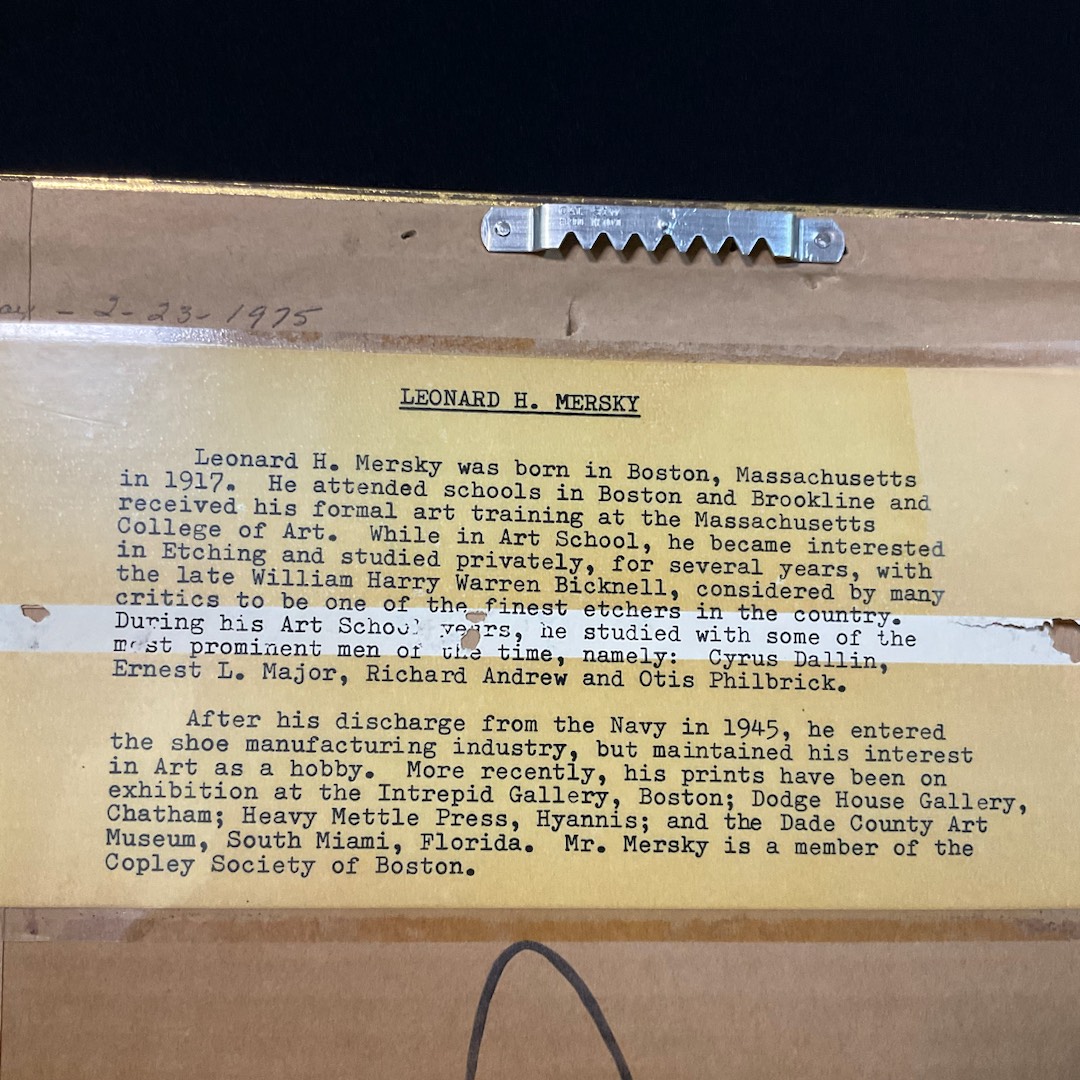 - 2-23-1975
LEONARD H. MERSKY
Leonard H. Mersky was born in Boston, Massachusetts
in 1917. He attended schools in Boston and Brookline and
received his formal art training at the Massachusetts
College of Art. While in Art School, he became interested
in Etching and studied privately, for several years, with
the late William Harry Warren Bicknell, considered by many
critics to be one of the finest etchers in the country.
During his Art School years, he studied with some of the
most prominent men of the time, namely: Cyrus Dallin,
Ernest L. Major, Richard Andrew and Otis Philbrick.
After his discharge from the Navy in 1945, he entered
the shoe manufacturing industry, but maintained his interest
in Art as a hobby. More recently, his prints have been on
exhibition at the Intrepid Gallery, Boston; Dodge House Gallery,
Chatham; Heavy Mettle Press, Hyannis; and the Dade County Art
Museum, South Miami, Florida. Mr. Mersky is a member of the
Copley Society of Boston.